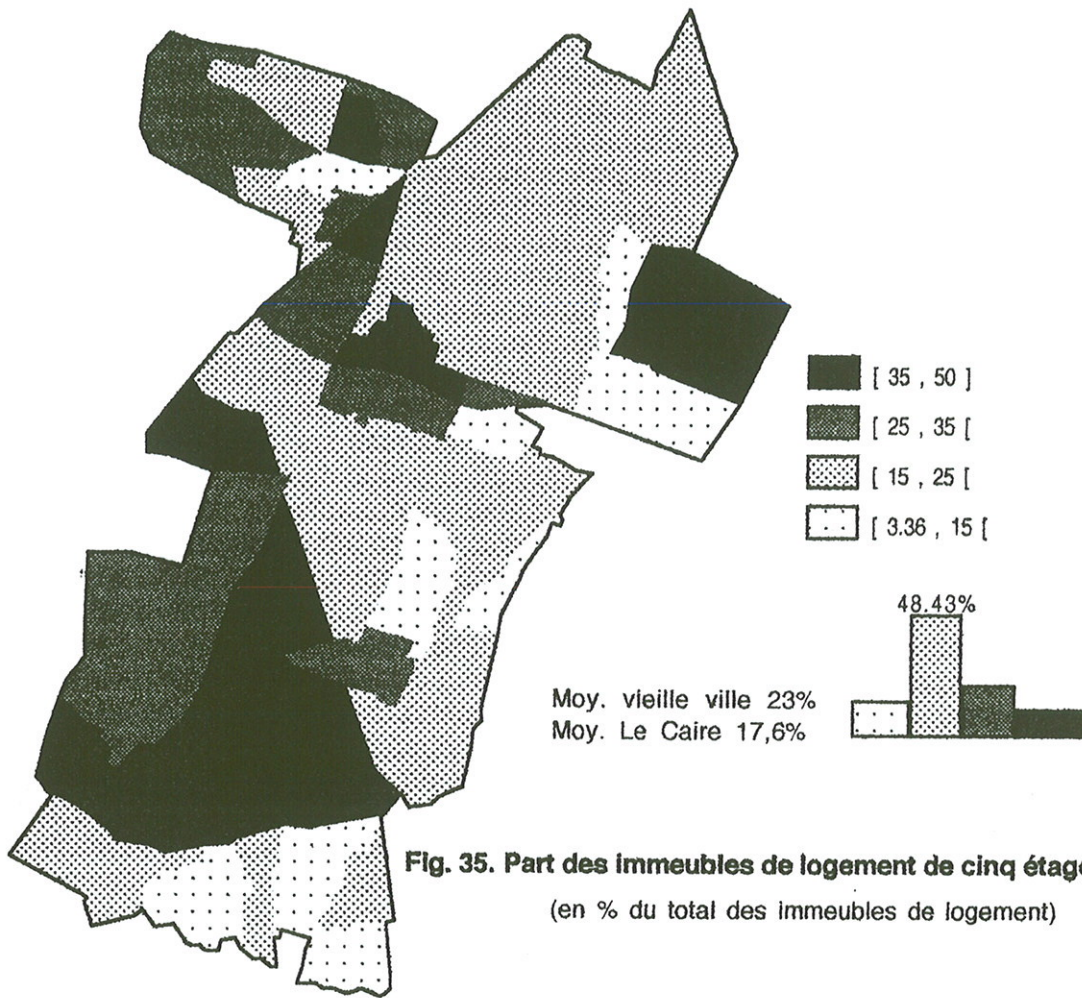 [ 35 , 50 ]
[ 25 , 35 [
[ 15 , 25 [
[ 3.36 , 15 [
48.43%
Moy. vieille ville 23%
Moy. Le Caire 17,6%
Fig. 35. Part des immeubles de logement de cinq étag
(en % du total des immeubles de logement)